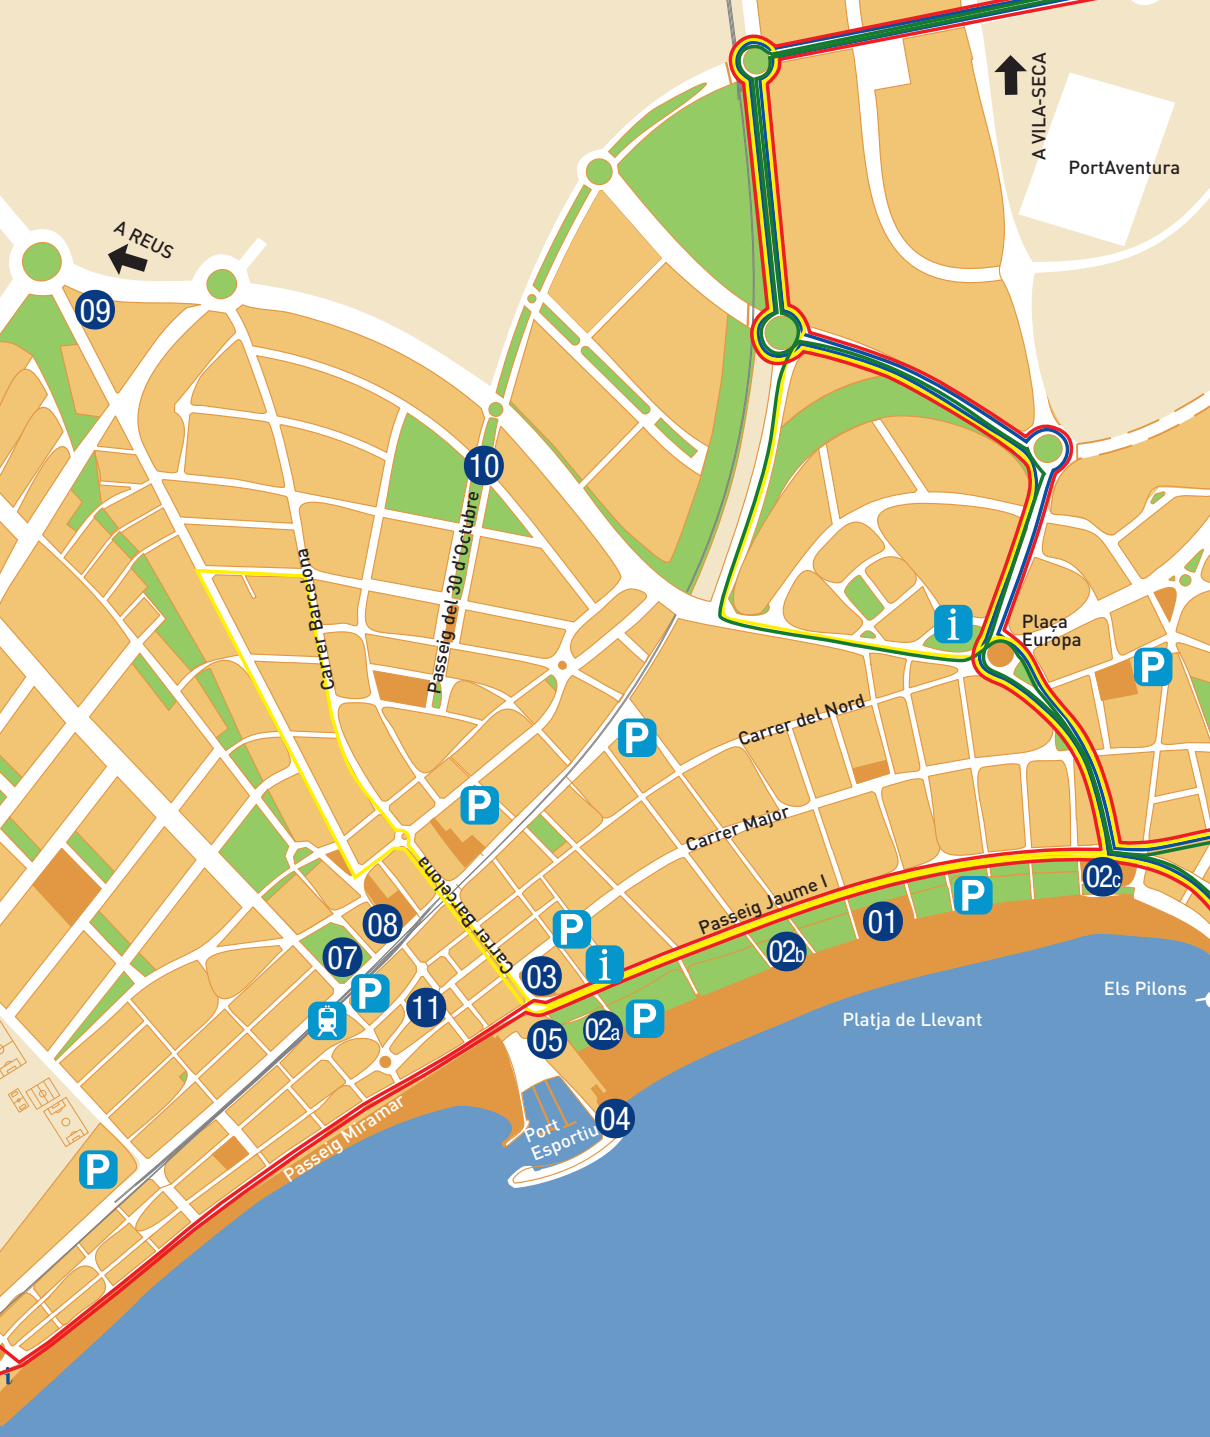 A VILA-SECA
PortAventura
A REUS
09
10
Passeig del 30 d'Octubre
Carrer Barcelona
i
Plaça
Europa
P
Carrer del Nord
P
P
Carrer Major
Carrer Barcelona
Passeig Jaume I
02c
P
01
08
P
02b
07
i
03
P
Els Pilons
11
Platja de Llevant
P
02a
05
04
Port
Esportiu
Passeig Miramar
P
i